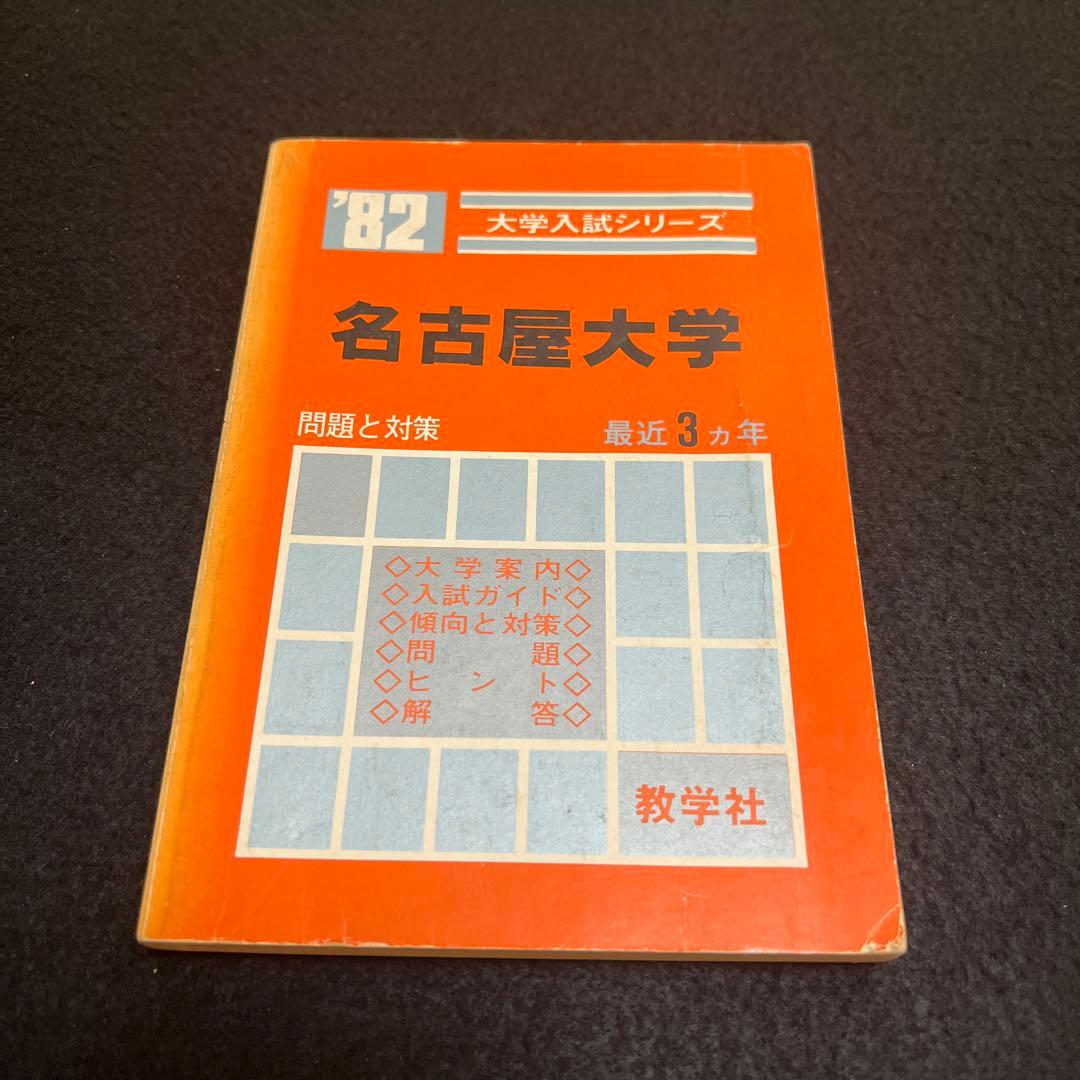 '82
大学入試シリーズ
名古屋大学
問題と対策
最近3ヵ年
◇大学案内◇
◇入試ガイド◇
◇傾向と対策◇
◇問題◇
◇ヒント◇
◇解答◇
教学社